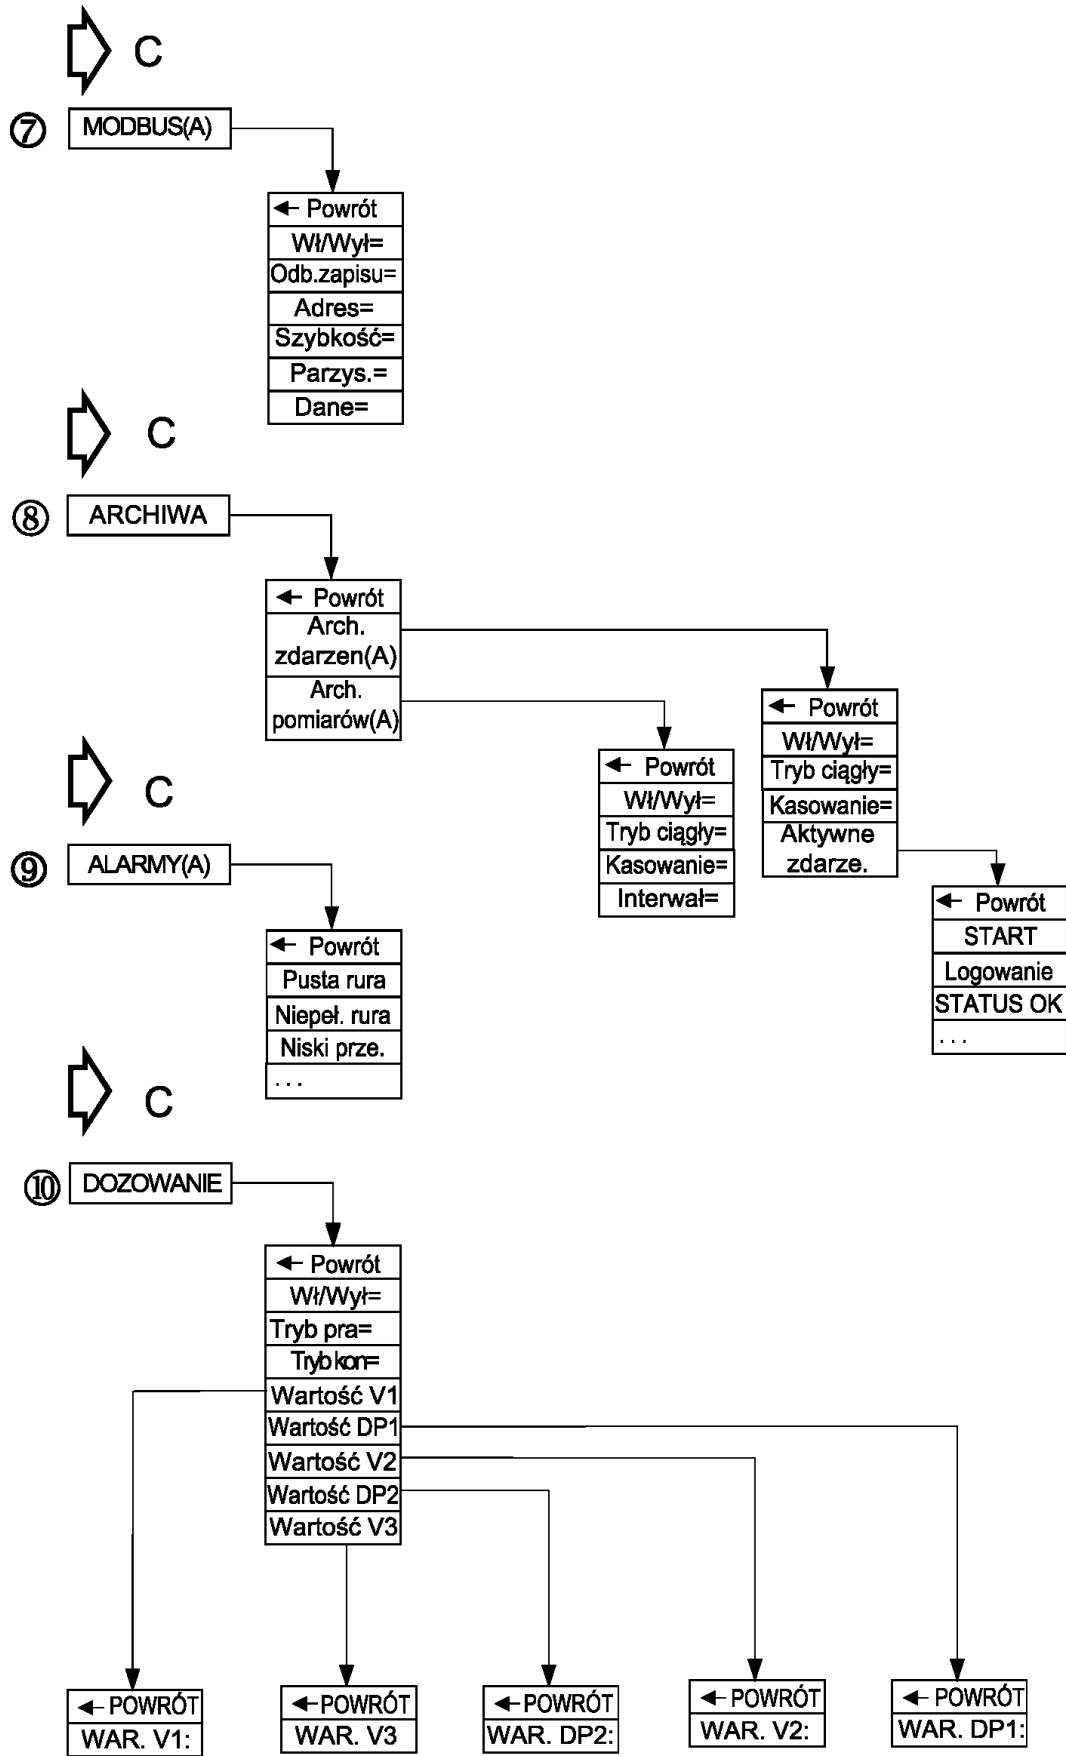 C
⑦ MODBUS(A)
← Powrót
Wł/Wył=
Odb.zapisu=
Adres=
Szybkość=
Parzys.=
Dane=
C
⑧ ARCHIWA
← Powrót
Arch.
zdarzen(A)
Arch.
pomiarów(A)
← Powrót
Wł/Wył=
Tryb ciągły=
Kasowanie=
Aktywne
zdarze.
← Powrót
Wł/Wył=
Tryb ciągły=
Kasowanie=
Interwał=
← Powrót
START
Logowanie
STATUS OK
...
C
⑨ ALARMY(A)
← Powrót
Pusta rura
Niepeł. rura
Niski prze.
...
C
⑩ DOZOWANIE
← Powrót
Wł/Wył=
Tryb pra=
Tryb kon=
Wartość V1
Wartość DP1
Wartość V2
Wartość DP2
Wartość V3
← POWRÓT
WAR. V1:
← POWRÓT
WAR. V3
← POWRÓT
WAR. DP2:
← POWRÓT
WAR. V2:
← POWRÓT
WAR. DP1: